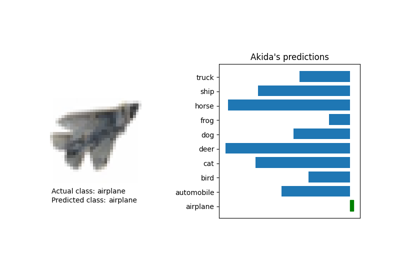 Akida's predictions
truck
ship
horse
frog
dog
deer
cat
bird
automobile
airplane
Actual class: airplane
Predicted class: airplane